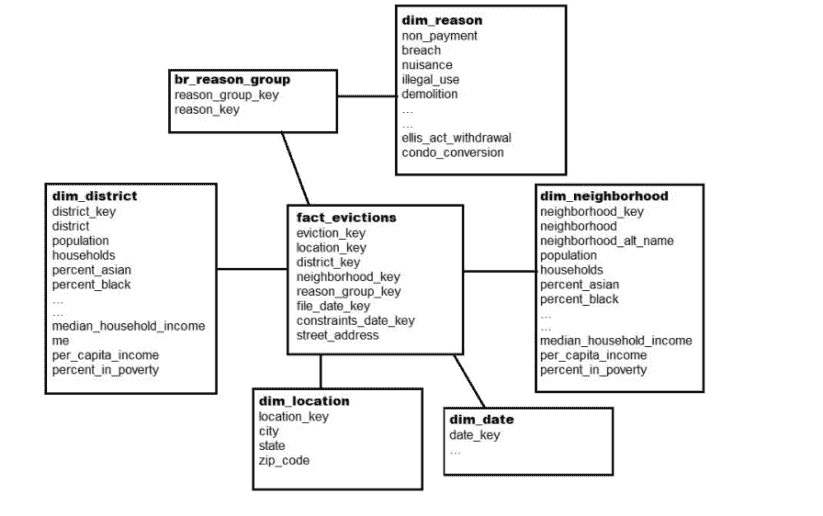 dim_reason
non_payment
breach
nuisance
illegal_use
demolition
...
...
ellis_act_withdrawal
condo_conversion
br_reason_group
reason_group_key
reason_key
dim_district
district_key
district
population
households
percent_asian
percent_black
...
...
median_household_income
me
per_capita_income
percent_in_poverty
fact_evictions
eviction_key
location_key
district_key
neighborhood_key
reason_group_key
file_date_key
constraints_date_key
street_address
dim_neighborhood
neighborhood_key
neighborhood
neighborhood_alt_name
population
households
percent_asian
percent_black
...
...
median_household_income
per_capita_income
percent_in_poverty
dim_location
location_key
city
state
zip_code
dim_date
date_key
...